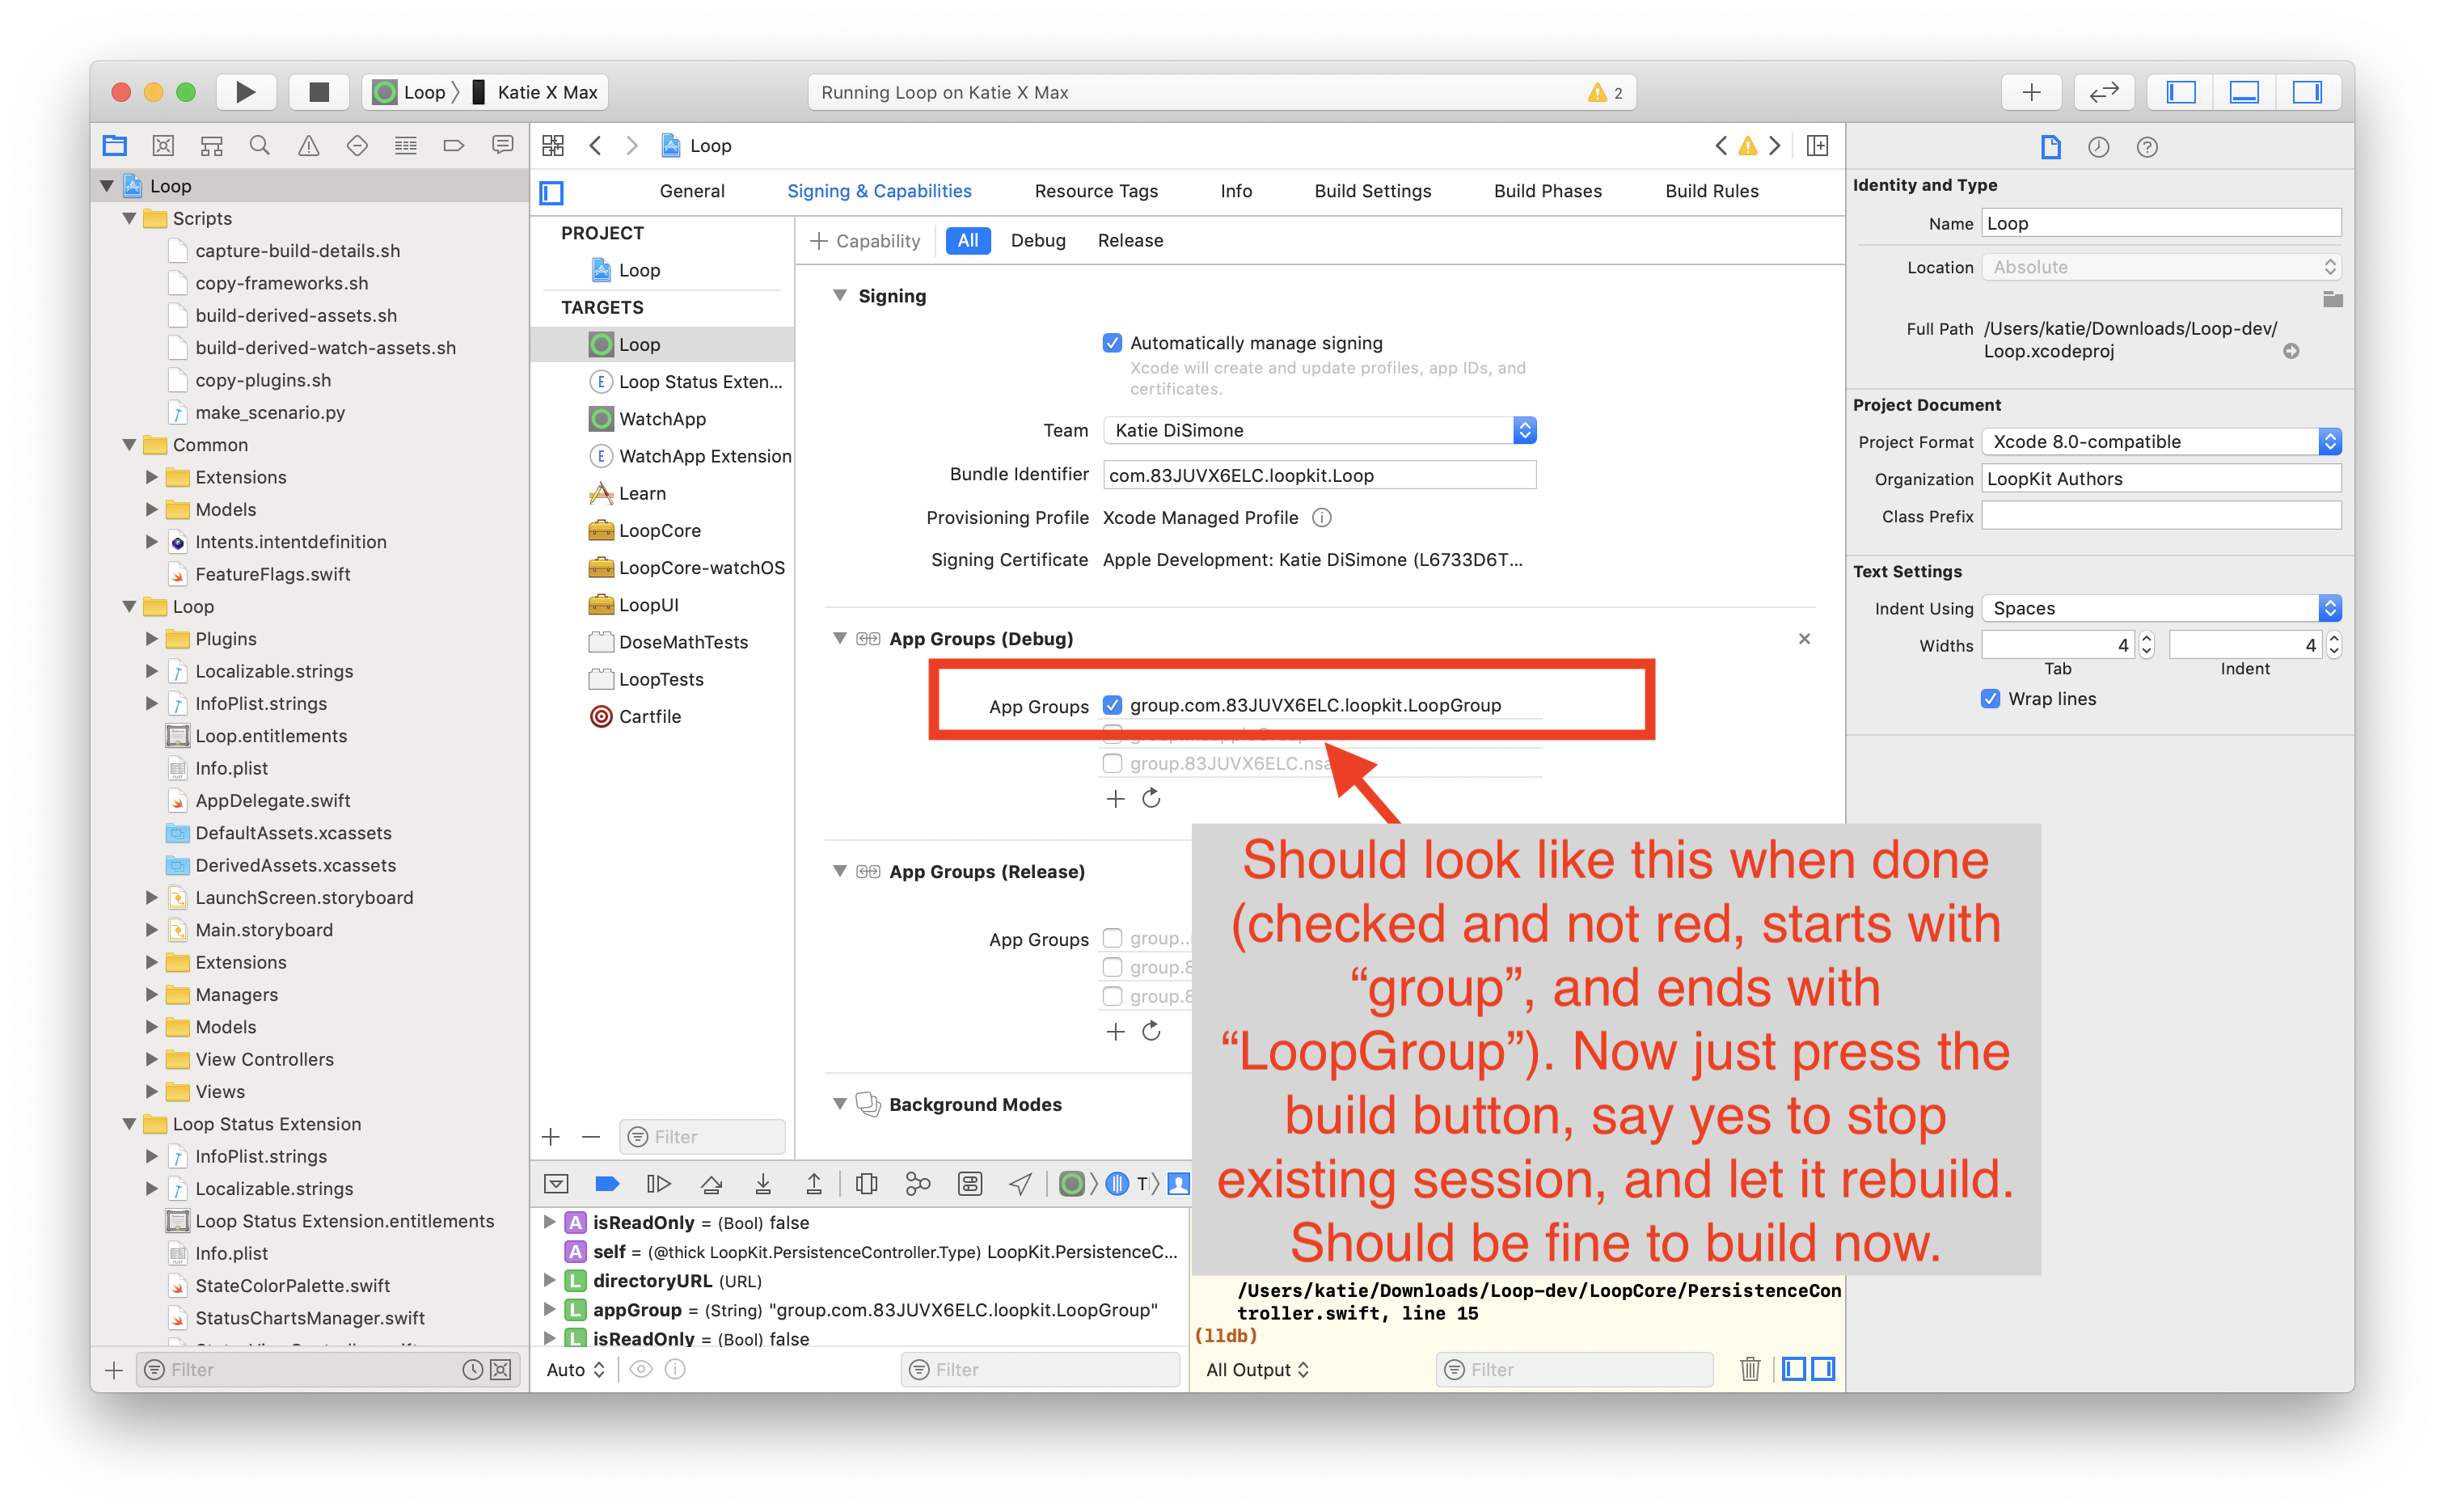 Loop 〉 Katie X Max
Running Loop on Katie X Max
2
Loop
General
Signing & Capabilities
Resource Tags
Info
Build Settings
Build Phases
Build Rules
Loop
Scripts
capture-build-details.sh
copy-frameworks.sh
build-derived-assets.sh
build-derived-watch-assets.sh
copy-plugins.sh
make_scenario.py
Common
Extensions
Models
Intents.intentdefinition
FeatureFlags.swift
Loop
Plugins
Localizable.strings
InfoPlist.strings
Loop.entitlements
Info.plist
AppDelegate.swift
DefaultAssets.xcassets
DerivedAssets.xcassets
LaunchScreen.storyboard
Main.storyboard
Extensions
Managers
Models
View Controllers
Views
Loop Status Extension
InfoPlist.strings
Localizable.strings
Loop Status Extension.entitlements
Info.plist
StateColorPalette.swift
StatusChartsManager.swift
Filter
PROJECT
Loop
TARGETS
Loop
E Loop Status Exten...
WatchApp
E WatchApp Extension
Learn
LoopCore
LoopCore-watchOS
LoopUI
DoseMathTests
LoopTests
Cartfile
Filter
+ Capability
All
Debug
Release
Signing
Automatically manage signing
Xcode will create and update profiles, app IDs, and
certificates.
Team Katie DiSimone
Bundle Identifier com.83JUVX6ELC.loopkit.Loop
Provisioning Profile Xcode Managed Profile
Signing Certificate Apple Development: Katie DiSimone (L6733D6T...
App Groups (Debug)
App Groups group.com.83JUVX6ELC.loopkit.LoopGroup
group.83JUVX6ELC.nsa
App Groups (Release)
App Groups group..
group.8
group.8
Background Modes
Should look like this when done
(checked and not red, starts with
“group”, and ends with
“LoopGroup”). Now just press the
build button, say yes to stop
existing session, and let it rebuild.
Should be fine to build now.
A isReadOnly = (Bool) false
A self = (@thick LoopKit.PersistenceController.Type) LoopKit.PersistenceC...
L directoryURL (URL)
L appGroup = (String) "group.com.83JUVX6ELC.loopkit.LoopGroup"
L isReadOnly = (Bool) false
Auto
Filter
/Users/katie/Downloads/Loop-dev/LoopCore/PersistenceCon
troller.swift, line 15
(lldb)
All Output
Filter
Identity and Type
Name Loop
Location Absolute
Full Path /Users/katie/Downloads/Loop-dev/
Loop.xcodeproj
Project Document
Project Format Xcode 8.0-compatible
Organization LoopKit Authors
Class Prefix
Text Settings
Indent Using Spaces
Widths 4 4
Tab Indent
Wrap lines